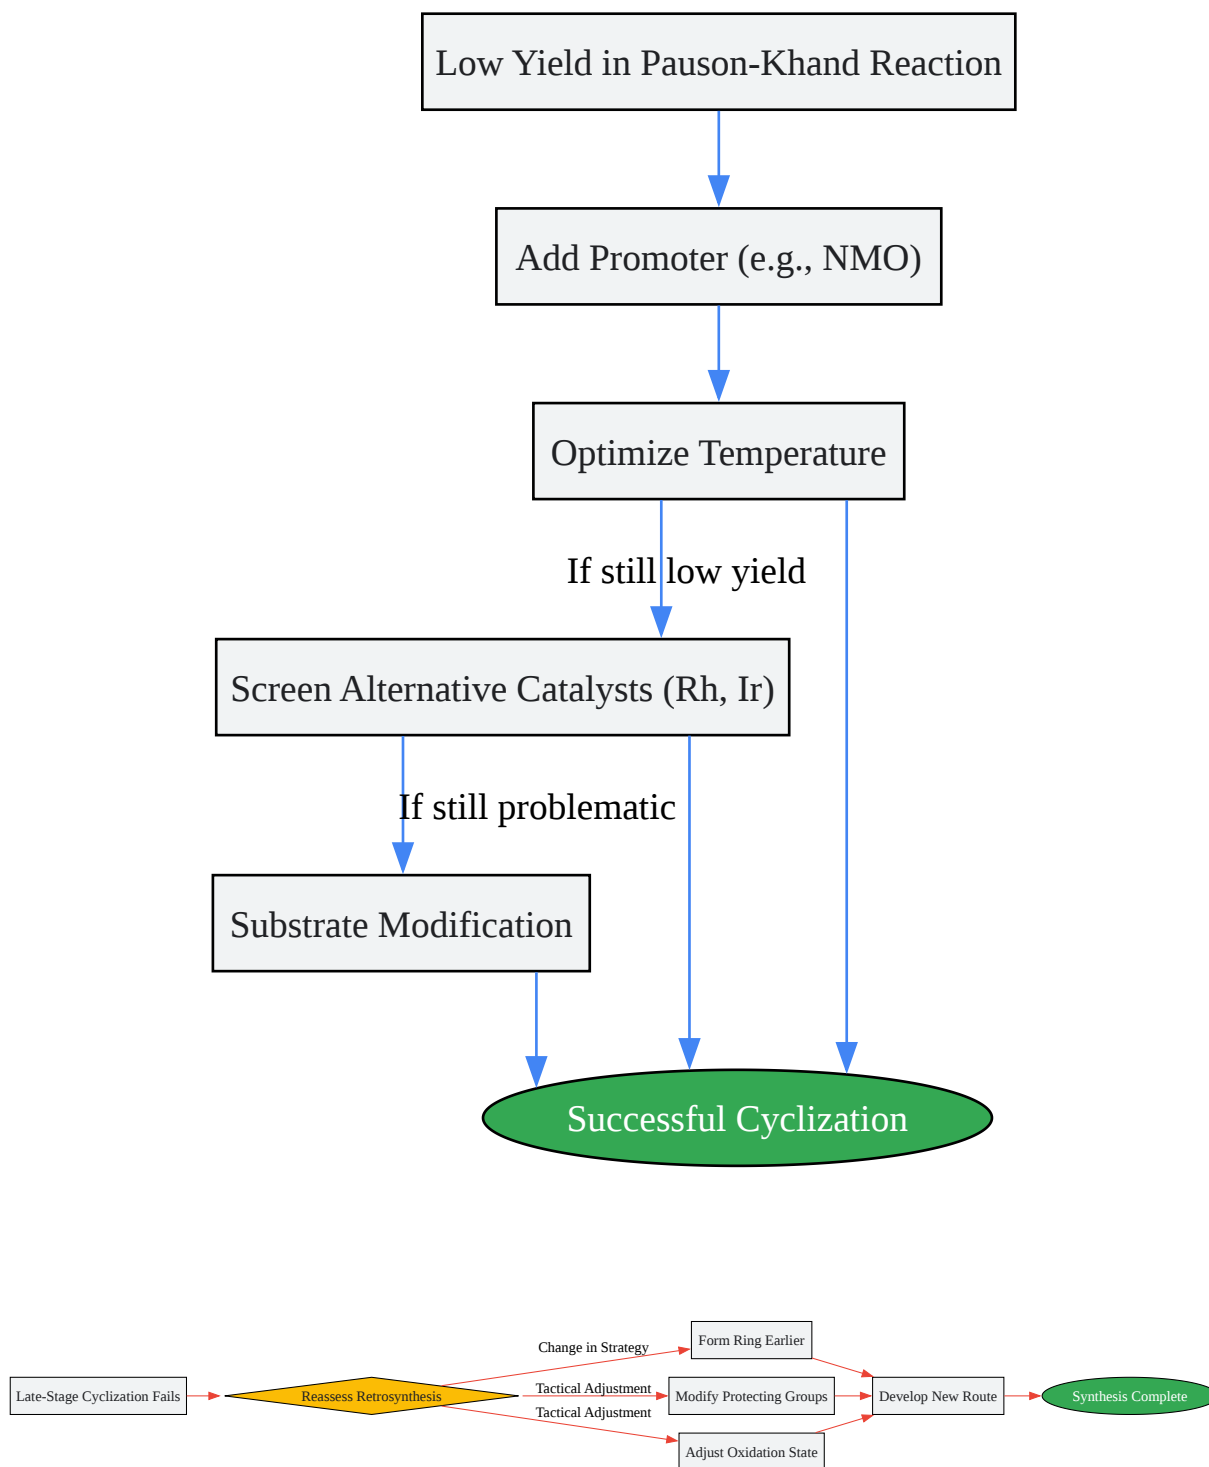 Low Yield in Pauson-Khand Reaction
Add Promoter (e.g., NMO)
Optimize Temperature
If still low yield
Screen Alternative Catalysts (Rh, Ir)
If still problematic
Substrate Modification
Successful Cyclization
Late-Stage Cyclization Fails
Reassess Retrosynthesis
Change in Strategy
Tactical Adjustment
Tactical Adjustment
Form Ring Earlier
Modify Protecting Groups
Adjust Oxidation State
Develop New Route
Synthesis Complete